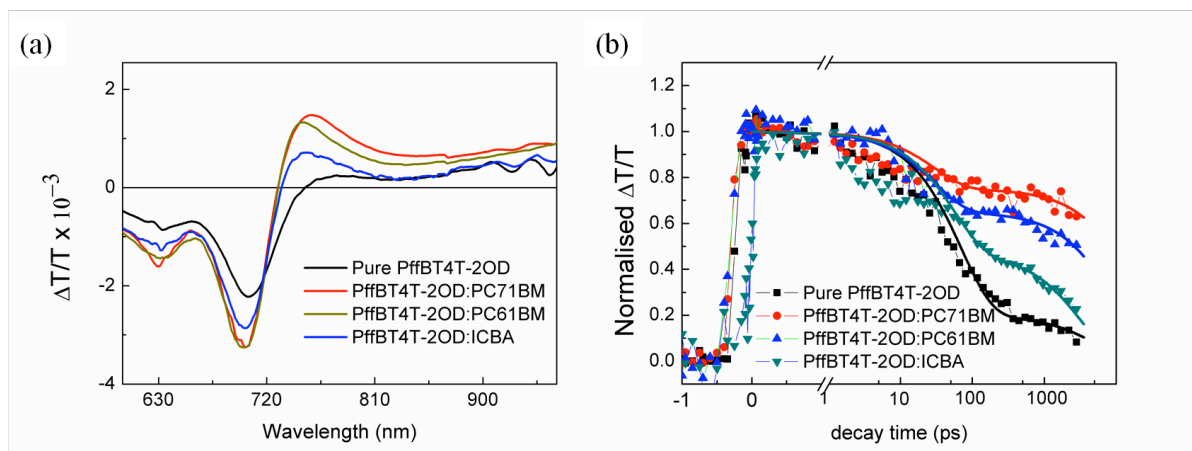 (a)
(b)
ΔT/T x 10⁻³
2
0
-2
-4
630
720
810
900
Wavelength (nm)
Pure PffBT4T-2OD
PffBT4T-2OD:PC71BM
PffBT4T-2OD:PC61BM
PffBT4T-2OD:ICBA
Normalised ΔT/T
1.2
1.0
0.8
0.6
0.4
0.2
0.0
-1
0
1
10
100
1000
decay time (ps)
Pure PffBT4T-2OD
PffBT4T-2OD:PC71BM
PffBT4T-2OD:PC61BM
PffBT4T-2OD:ICBA